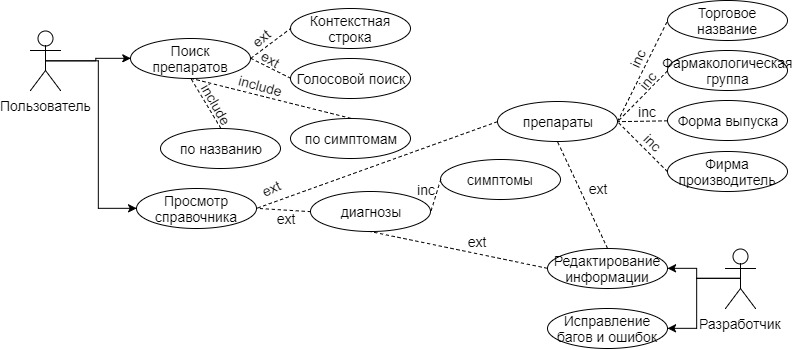 Пользователь
Поиск
препаратов
ext
Контекстная
строка
ext
Голосовой поиск
include
по названию
include
по симптомам
Просмотр
справочника
ext
препараты
inc
Торговое
название
inc
Фармакологическая
группа
inc
Форма выпуска
inc
Фирма
производитель
ext
диагнозы
inc
симптомы
ext
ext
Редактирование
информации
Исправление
багов и ошибок
Разработчик